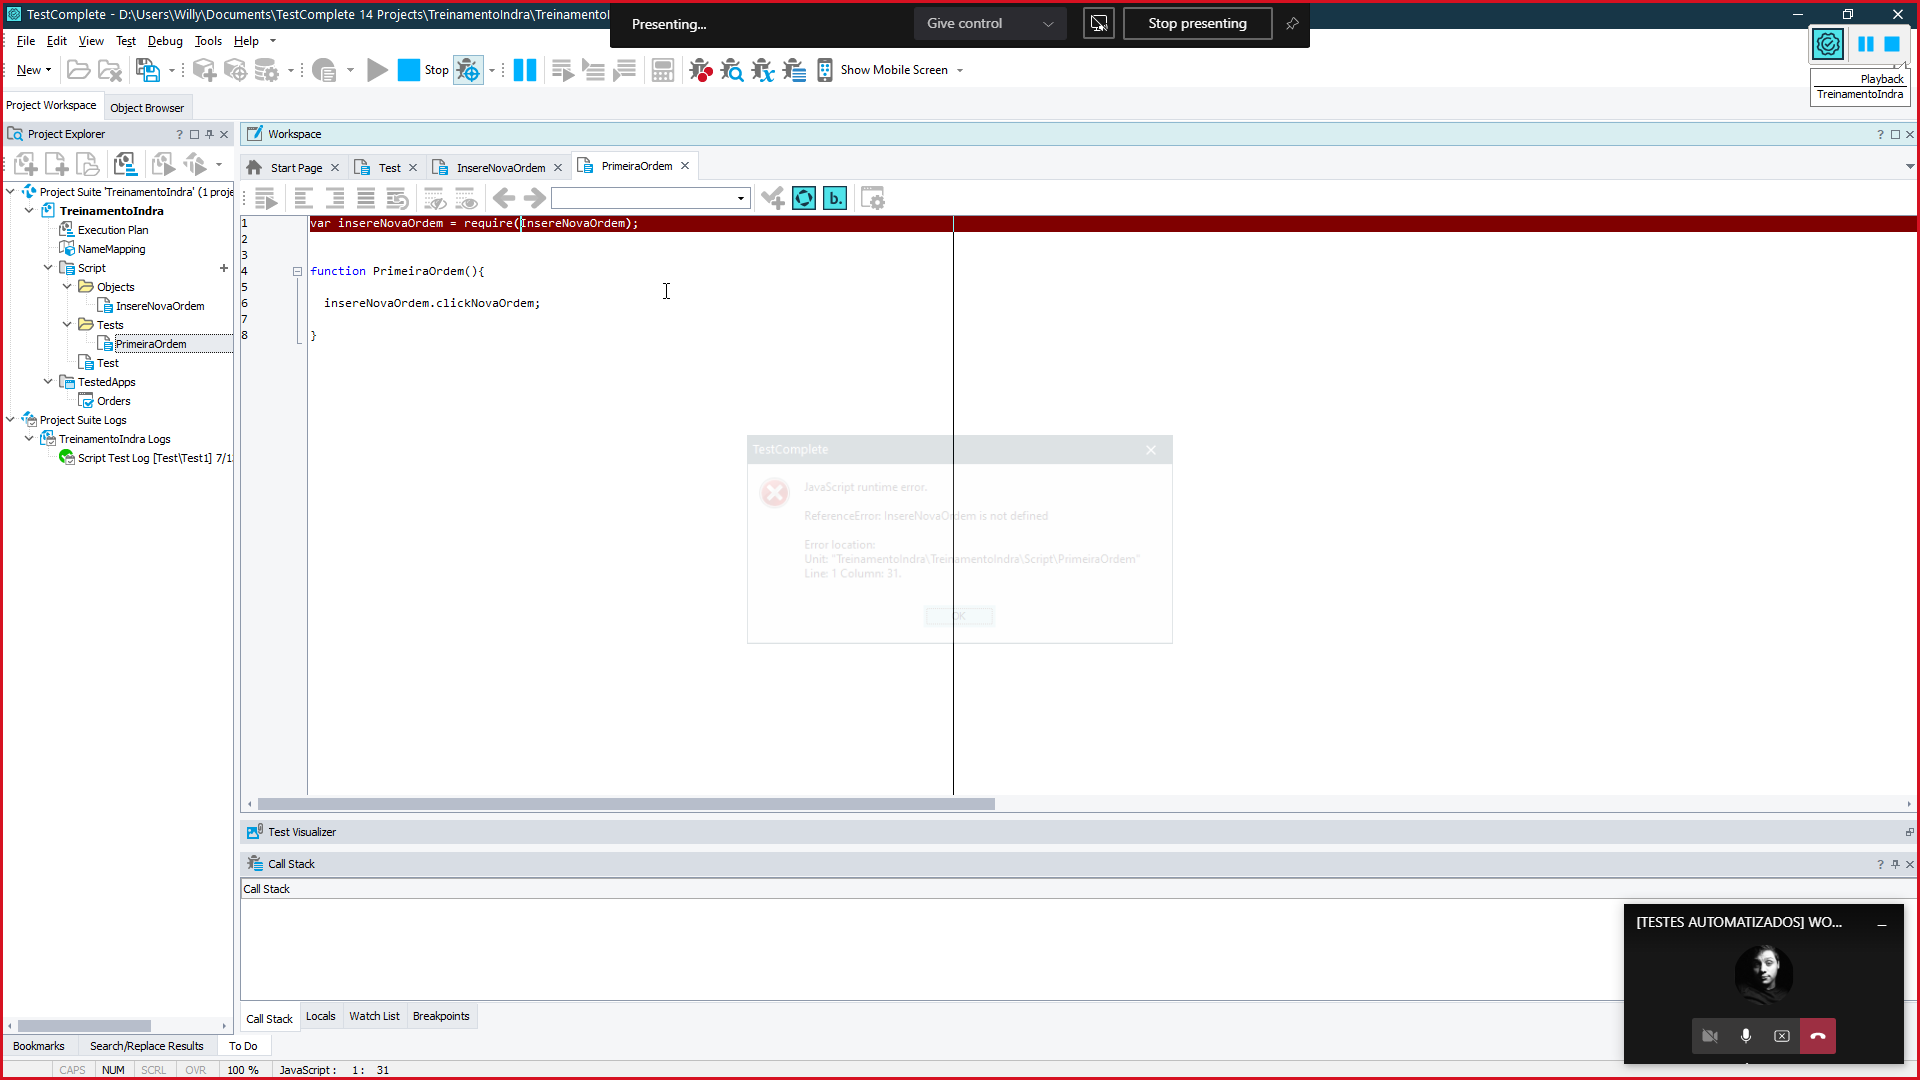 TestComplete - D:\Users\Willy\Documents\TestComplete 14 Projects\TreinamentoIndra\TreinamentoI
Presenting...
Give control
Stop presenting
File Edit View Test Debug Tools Help
New
Stop
Show Mobile Screen
Playback
TreinamentoIndra
Project Workspace
Object Browser
Project Explorer
Workspace
Start Page
Test
InsereNovaOrdem
PrimeiraOrdem
b.
Project Suite 'TreinamentoIndra' (1 proje
TreinamentoIndra
Execution Plan
NameMapping
Script
Objects
InsereNovaOrdem
Tests
PrimeiraOrdem
Test
TestedApps
Orders
Project Suite Logs
TreinamentoIndra Logs
Script Test Log [Test\Test1] 7/1
1 var insereNovaOrdem = require(InsereNovaOrdem);
2
3
4 function PrimeiraOrdem(){
5
6 insereNovaOrdem.clickNovaOrdem;
7
8 }
TestComplete
JavaScript runtime error.
ReferenceError: InsereNovaOrdem is not defined
Error location:
Unit: "TreinamentoIndra\TreinamentoIndra\Script\PrimeiraOrdem"
Line: 1 Column: 31.
OK
Test Visualizer
Call Stack
Call Stack
[TESTES AUTOMATIZADOS] WO...
Call Stack Locals Watch List Breakpoints
Bookmarks Search/Replace Results To Do
CAPS NUM SCRL OVR 100 % JavaScript : 1 : 31